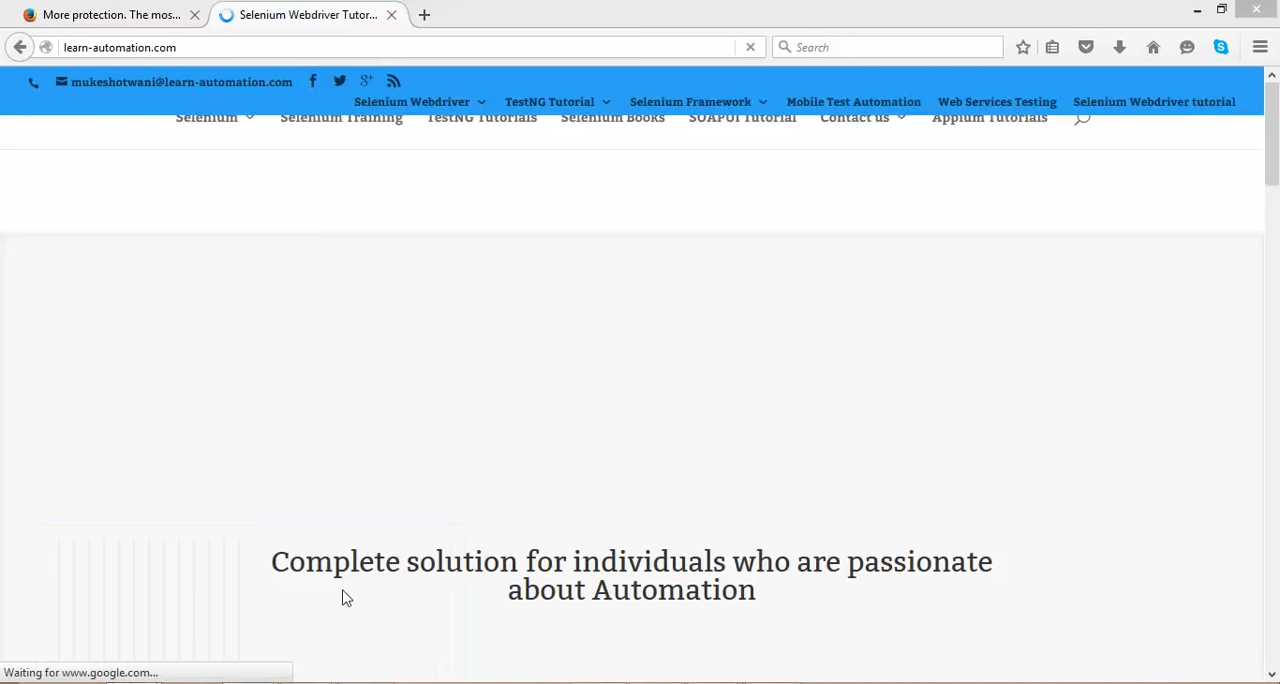 More protection. The mos...
Selenium Webdriver Tutor...
learn-automation.com
Search
mukeshotwani@learn-automation.com
Selenium Webdriver TestNG Tutorial Selenium Framework Mobile Test Automation Web Services Testing Selenium Webdriver tutorial
Selenium Selenium Training TestNG Tutorials Selenium Books SOAPUI Tutorial Contact us Appium Tutorials
Complete solution for individuals who are passionate
about Automation
Waiting for www.google.com...